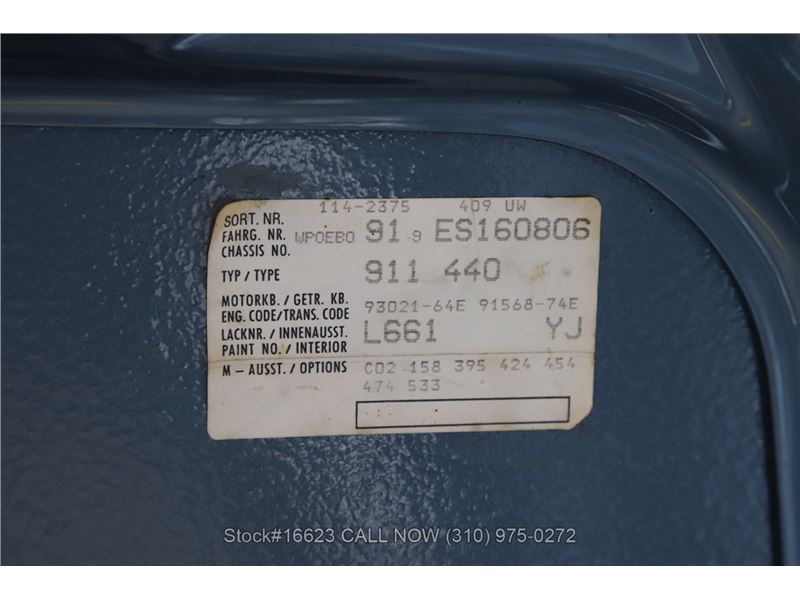 114-2375 409 UW
SORT. NR.
FAHRG. NR. WPOEBO 91 9 ES160806
CHASSIS NO.
TYP / TYPE 911 440
MOTORKB. / GETR. KB. 93021-64E 91568-74E
ENG. CODE/TRANS. CODE
LACKNR. / INNENAUSST. L661 YJ
PAINT NO. / INTERIOR
M - AUSST. / OPTIONS C02 158 395 424 454
474 533
Stock#16623 CALL NOW (310) 975-0272